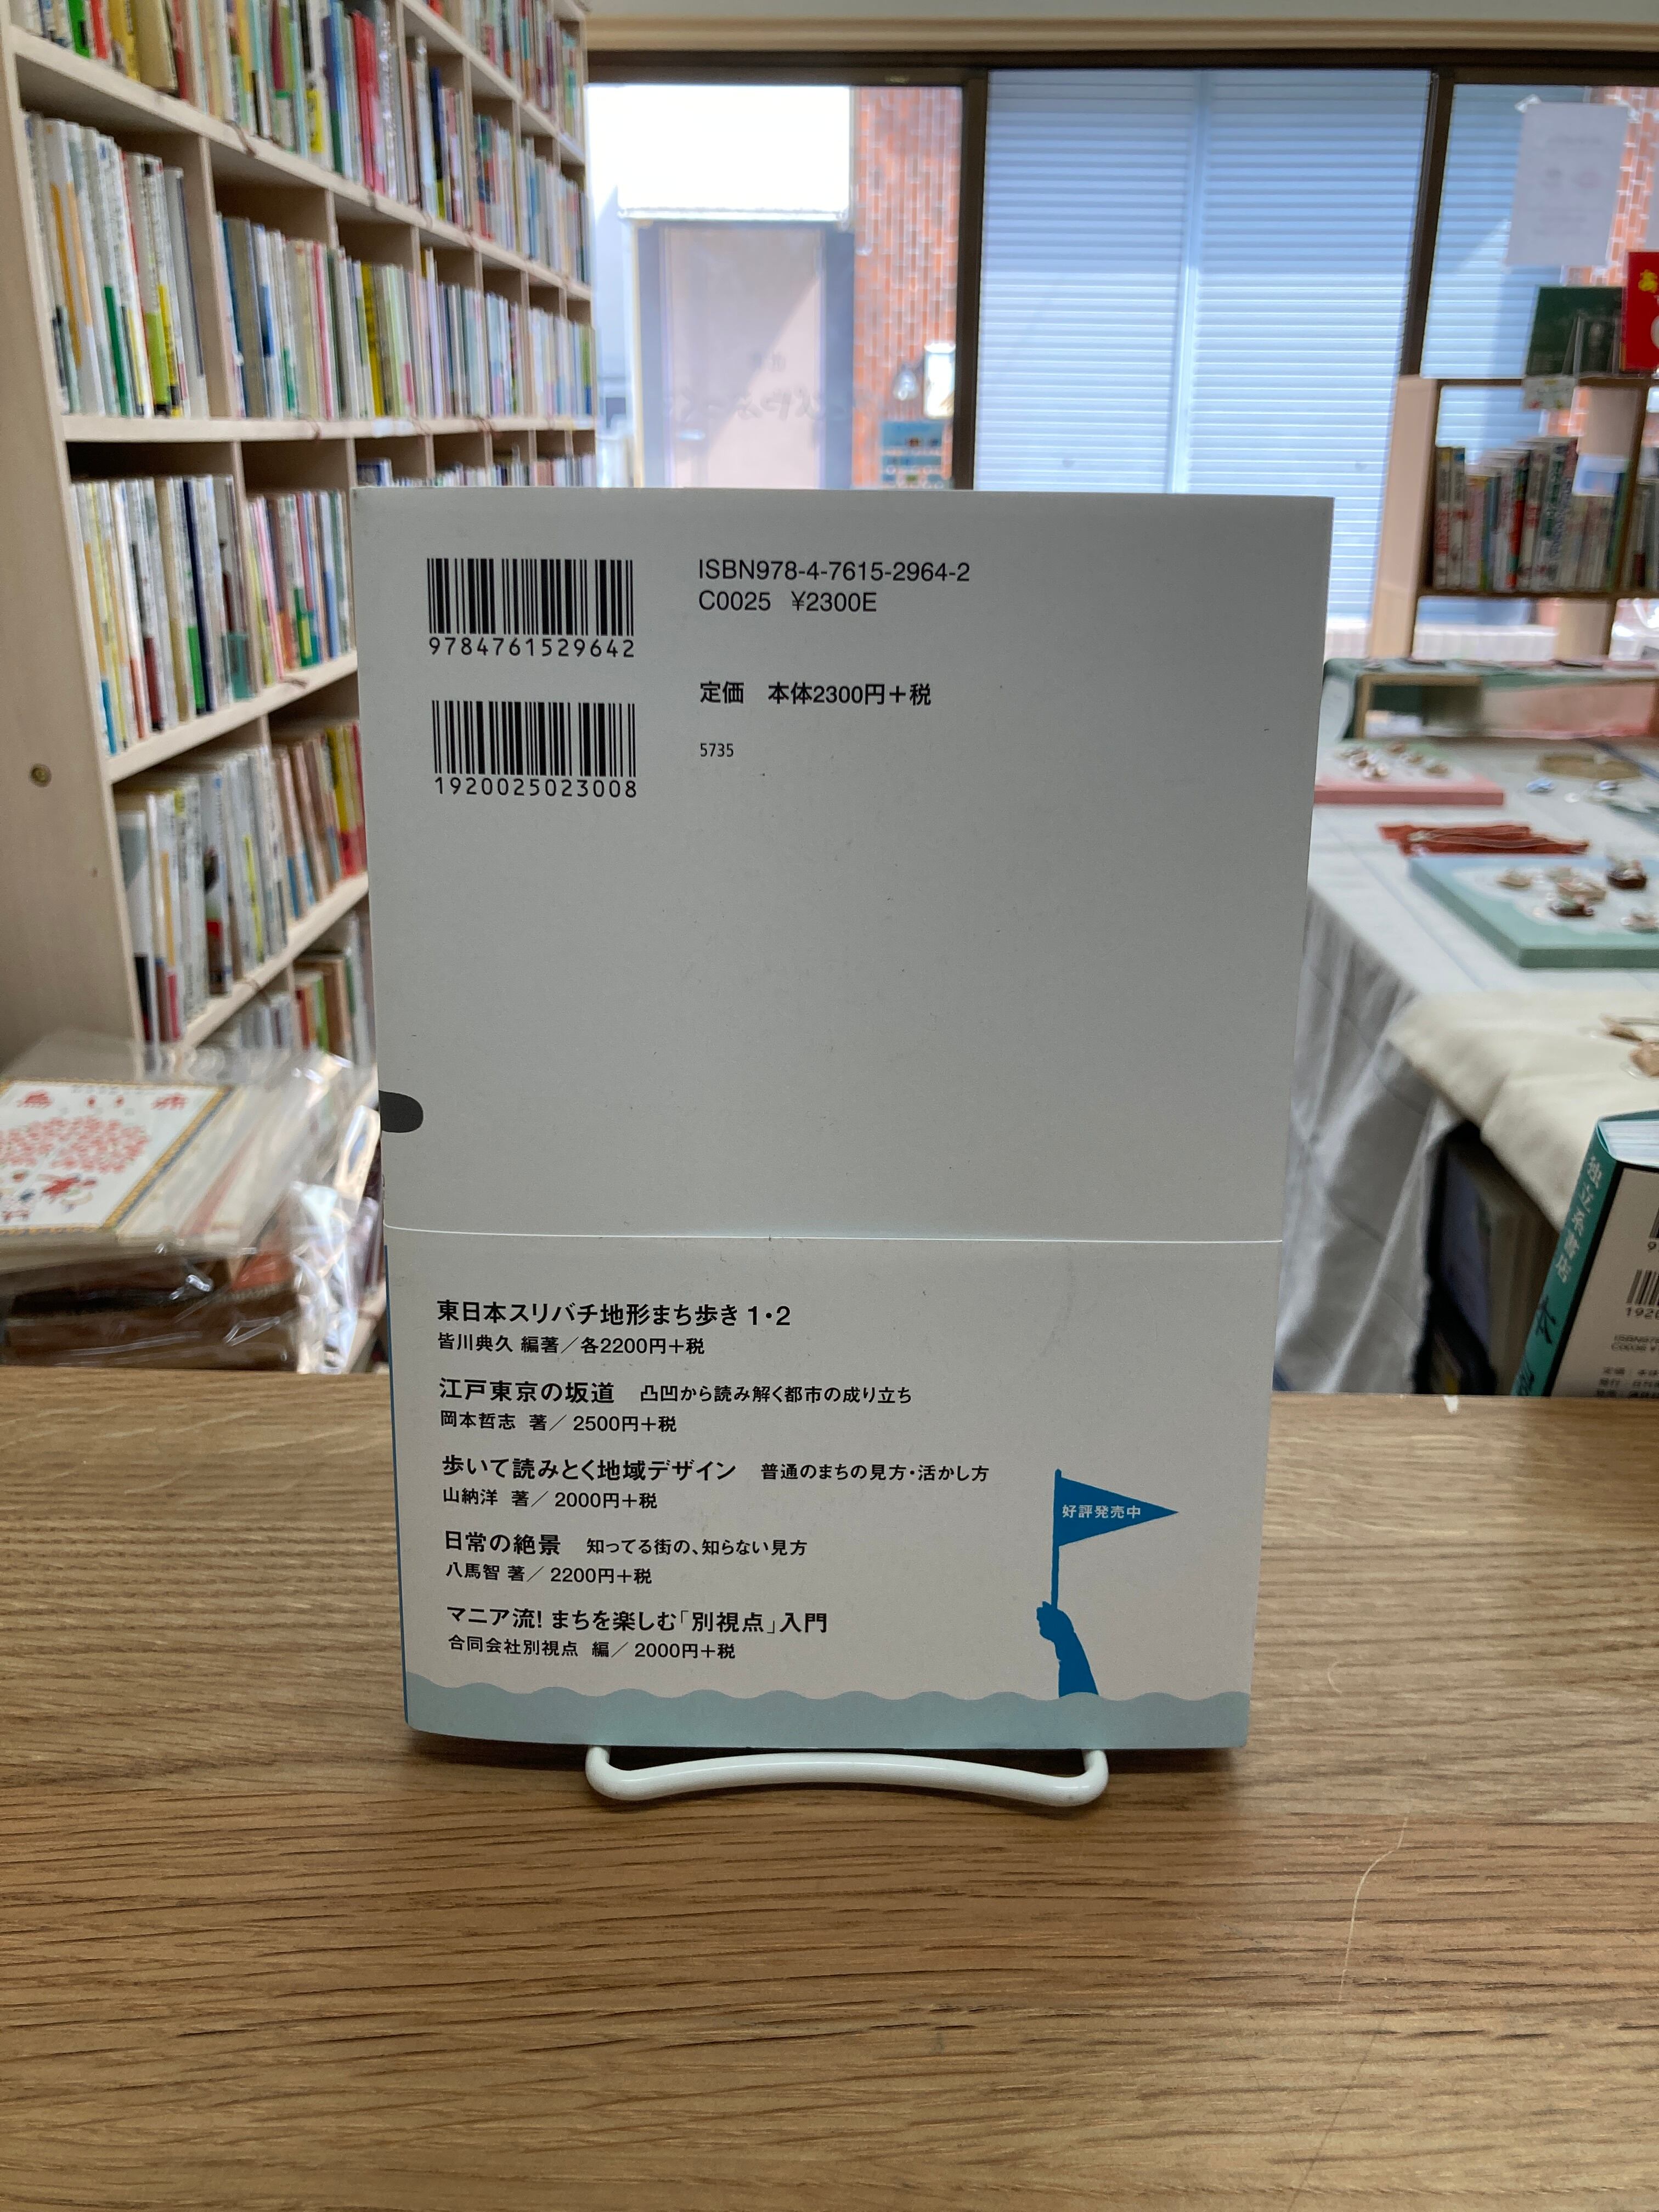 ISBN978-4-7615-2964-2
C0025 ¥2300E
9784761529642
定価 本体2300円+税
5735
1920025023008
東日本スリバチ地形まち歩き 1・2
皆川典久 編著／各2200円+税
江戸東京の坂道 凸凹から読み解く都市の成り立ち
岡本哲志 著／ 2500円+税
歩いて読みとく地域デザイン 普通のまちの見方・活かし方
山納洋 著／ 2000円+税
好評発売中
日常の絶景 知ってる街の、知らない見方
八馬智 著／ 2200円+税
マニア流! まちを楽しむ「別視点」入門
合同会社別視点 編／ 2000円+税